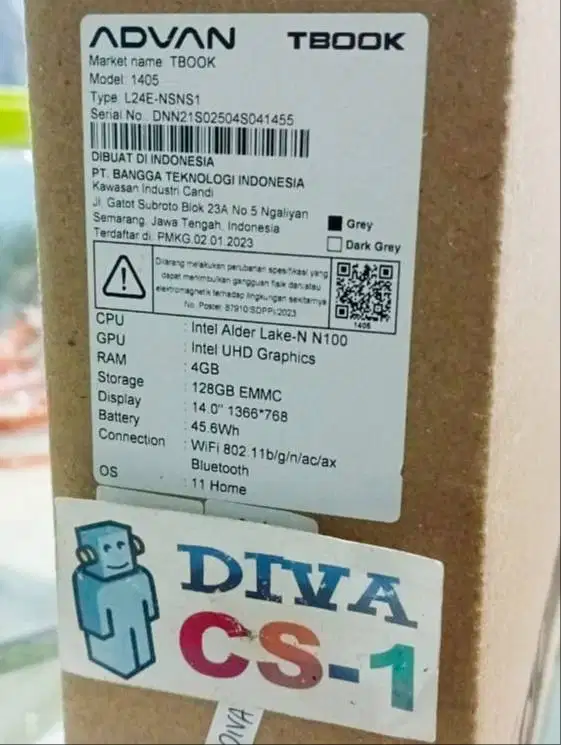 ADVAN TBOOK
Market name: TBOOK
Model: 1405
Type: L24E-NSNS1
Serial No.: DNN21S02504S041455
DIBUAT DI INDONESIA
PT. BANGGA TEKNOLOGI INDONESIA
Kawasan Industri Candi
Jl. Gatot Subroto Blok 23A No.5 Ngaliyan
Semarang, Jawa Tengah, Indonesia
Terdaftar di: PMKG.02.01.2023
Grey
Dark Grey
Dilarang melakukan perubahan spesifikasi yang
dapat menimbulkan gangguan fisik dan/atau
elektromagnetik terhadap lingkungan sekitarnya
No. Postel: 87910/SDPPI/2023
1405
CPU : Intel Alder Lake-N N100
GPU : Intel UHD Graphics
RAM : 4GB
Storage : 128GB EMMC
Display : 14.0" 1366*768
Battery : 45.6Wh
Connection : WiFi 802.11b/g/n/ac/ax
Bluetooth
OS : 11 Home
DIVA
CS-1
DIVA